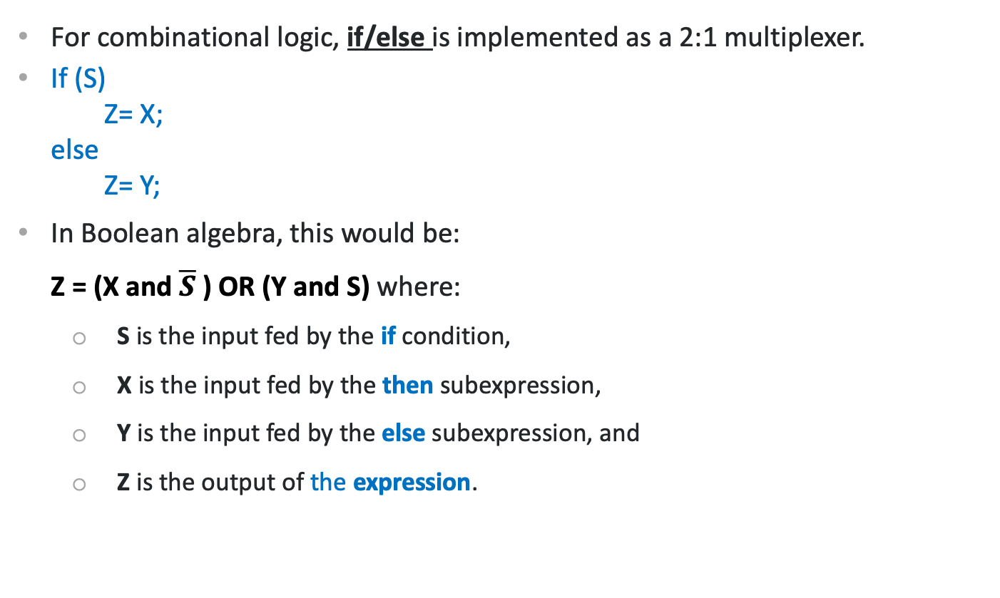 • For combinational logic, if/else is implemented as a 2:1 multiplexer.
• If (S)
Z= X;
else
Z= Y;
• In Boolean algebra, this would be:
Z = (X and S̅ ) OR (Y and S) where:
○ S is the input fed by the if condition,
○ X is the input fed by the then subexpression,
○ Y is the input fed by the else subexpression, and
○ Z is the output of the expression.